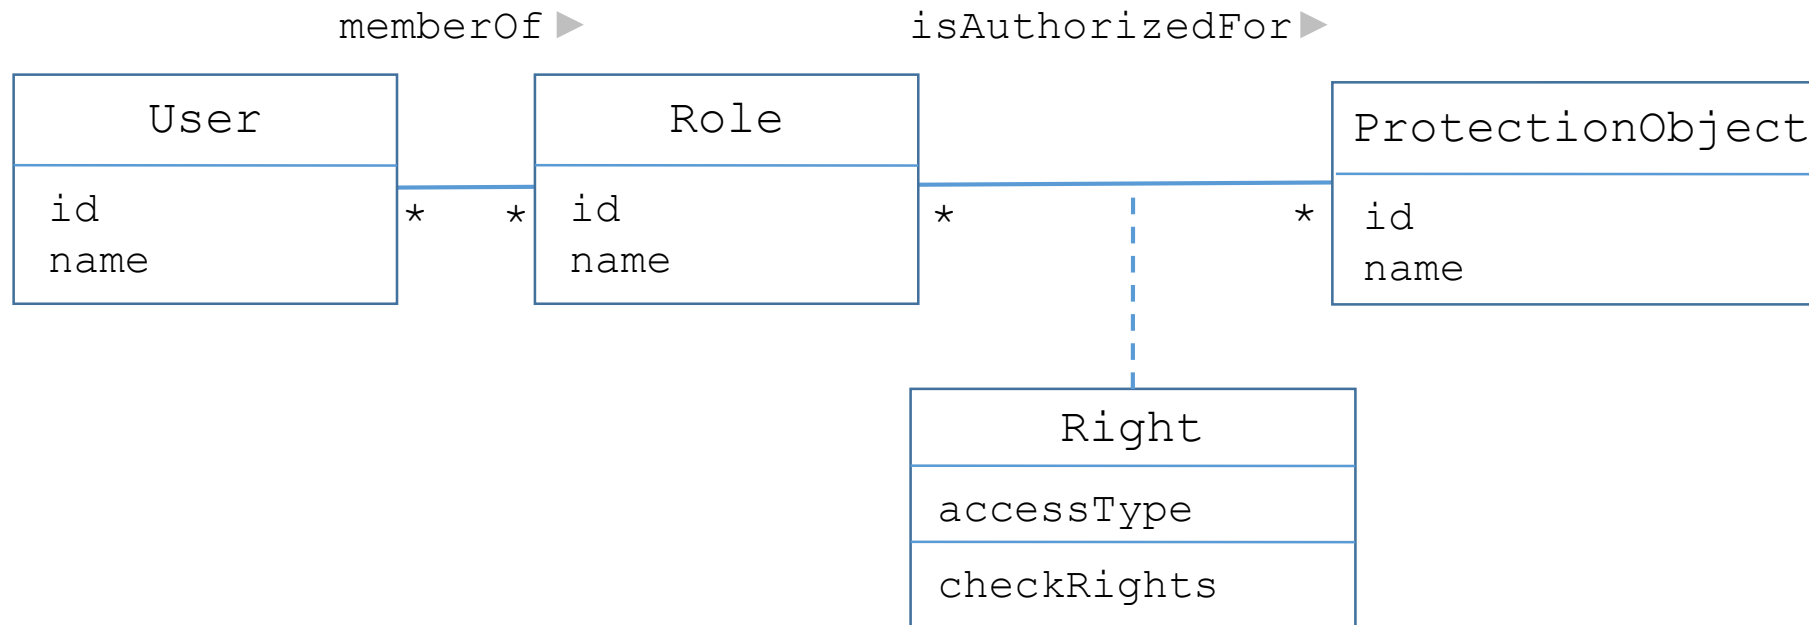 memberOf ▶
isAuthorizedFor ▶
User
id
name
*
*
Role
id
name
*
*
ProtectionObject
id
name
Right
accessType
checkRights